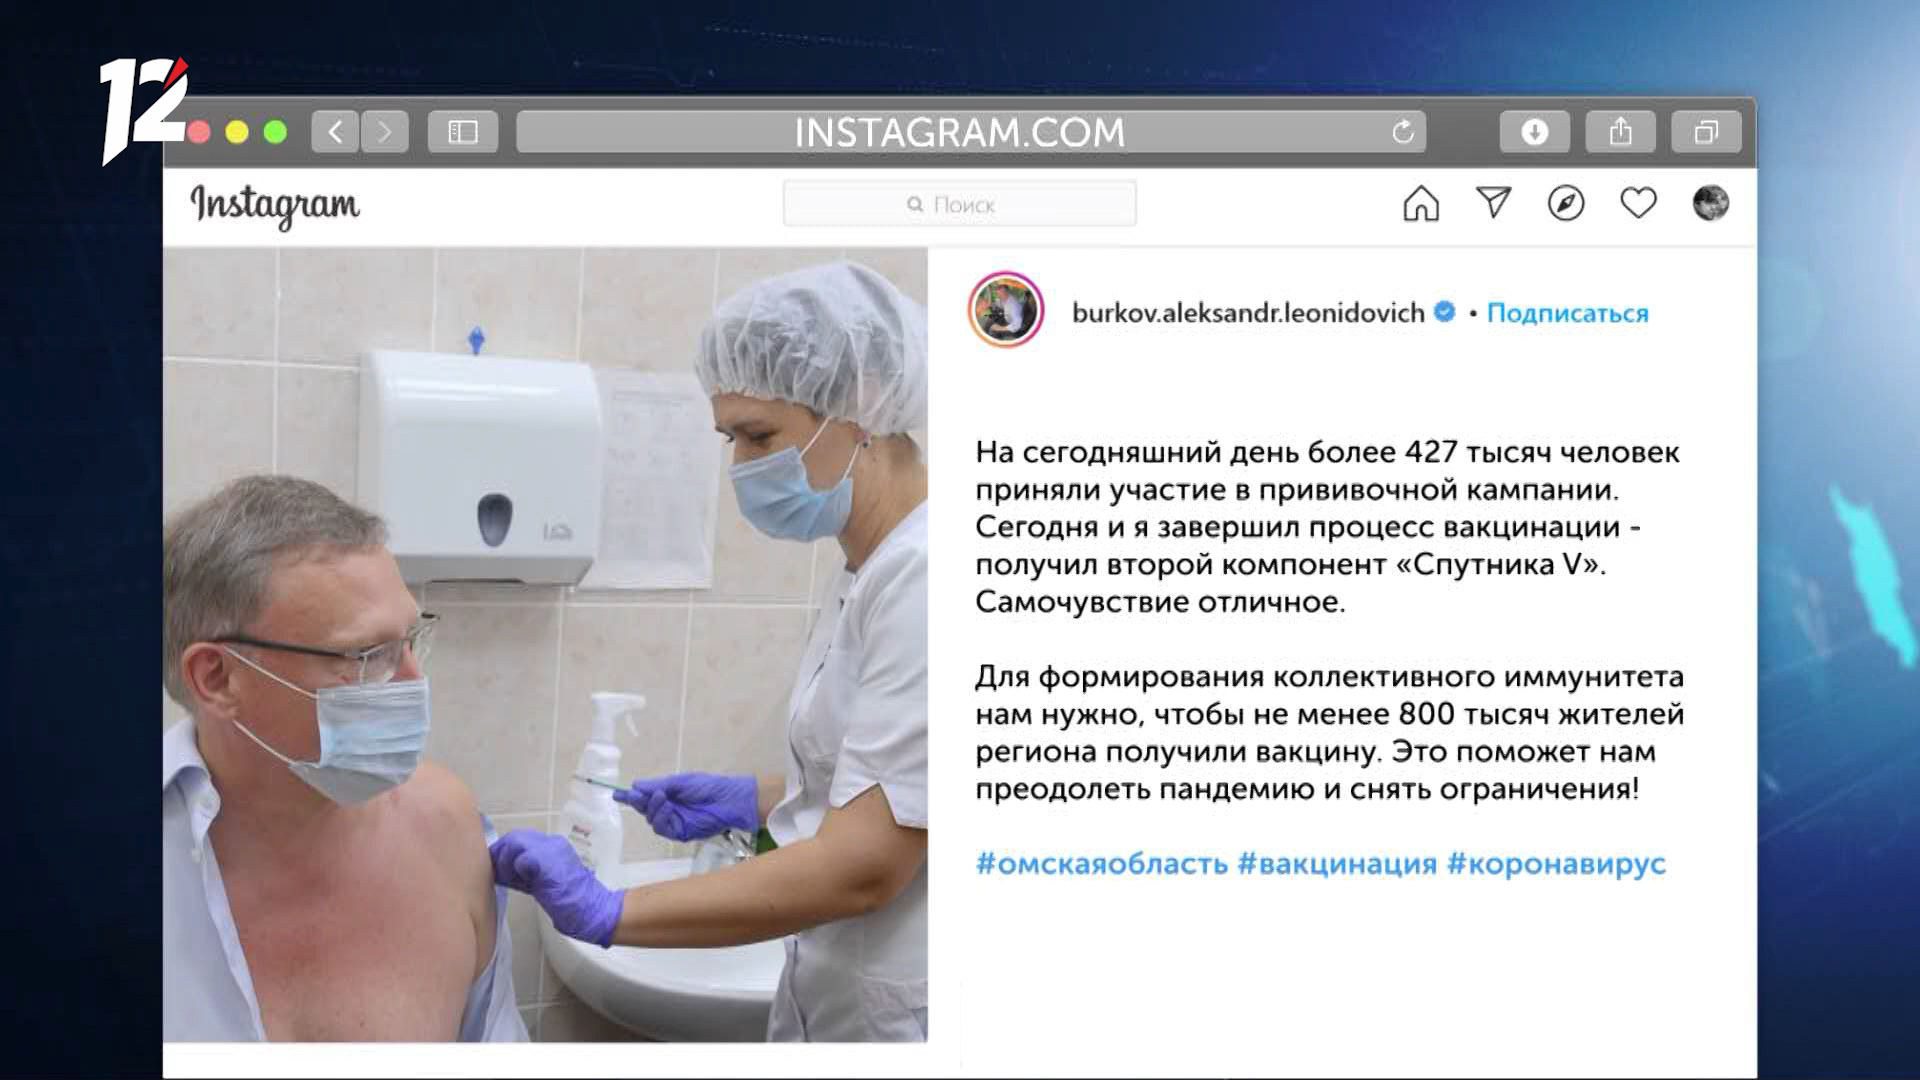 12
INSTAGRAM.COM
Instagram
Поиск
burkov.aleksandr.leonidovich • Подписаться
На сегодняшний день более 427 тысяч человек
приняли участие в прививочной кампании.
Сегодня и я завершил процесс вакцинации -
получил второй компонент «Спутника V».
Самочувствие отличное.
Для формирования коллективного иммунитета
нам нужно, чтобы не менее 800 тысяч жителей
региона получили вакцину. Это поможет нам
преодолеть пандемию и снять ограничения!
#омскаяобласть #вакцинация #коронавирус